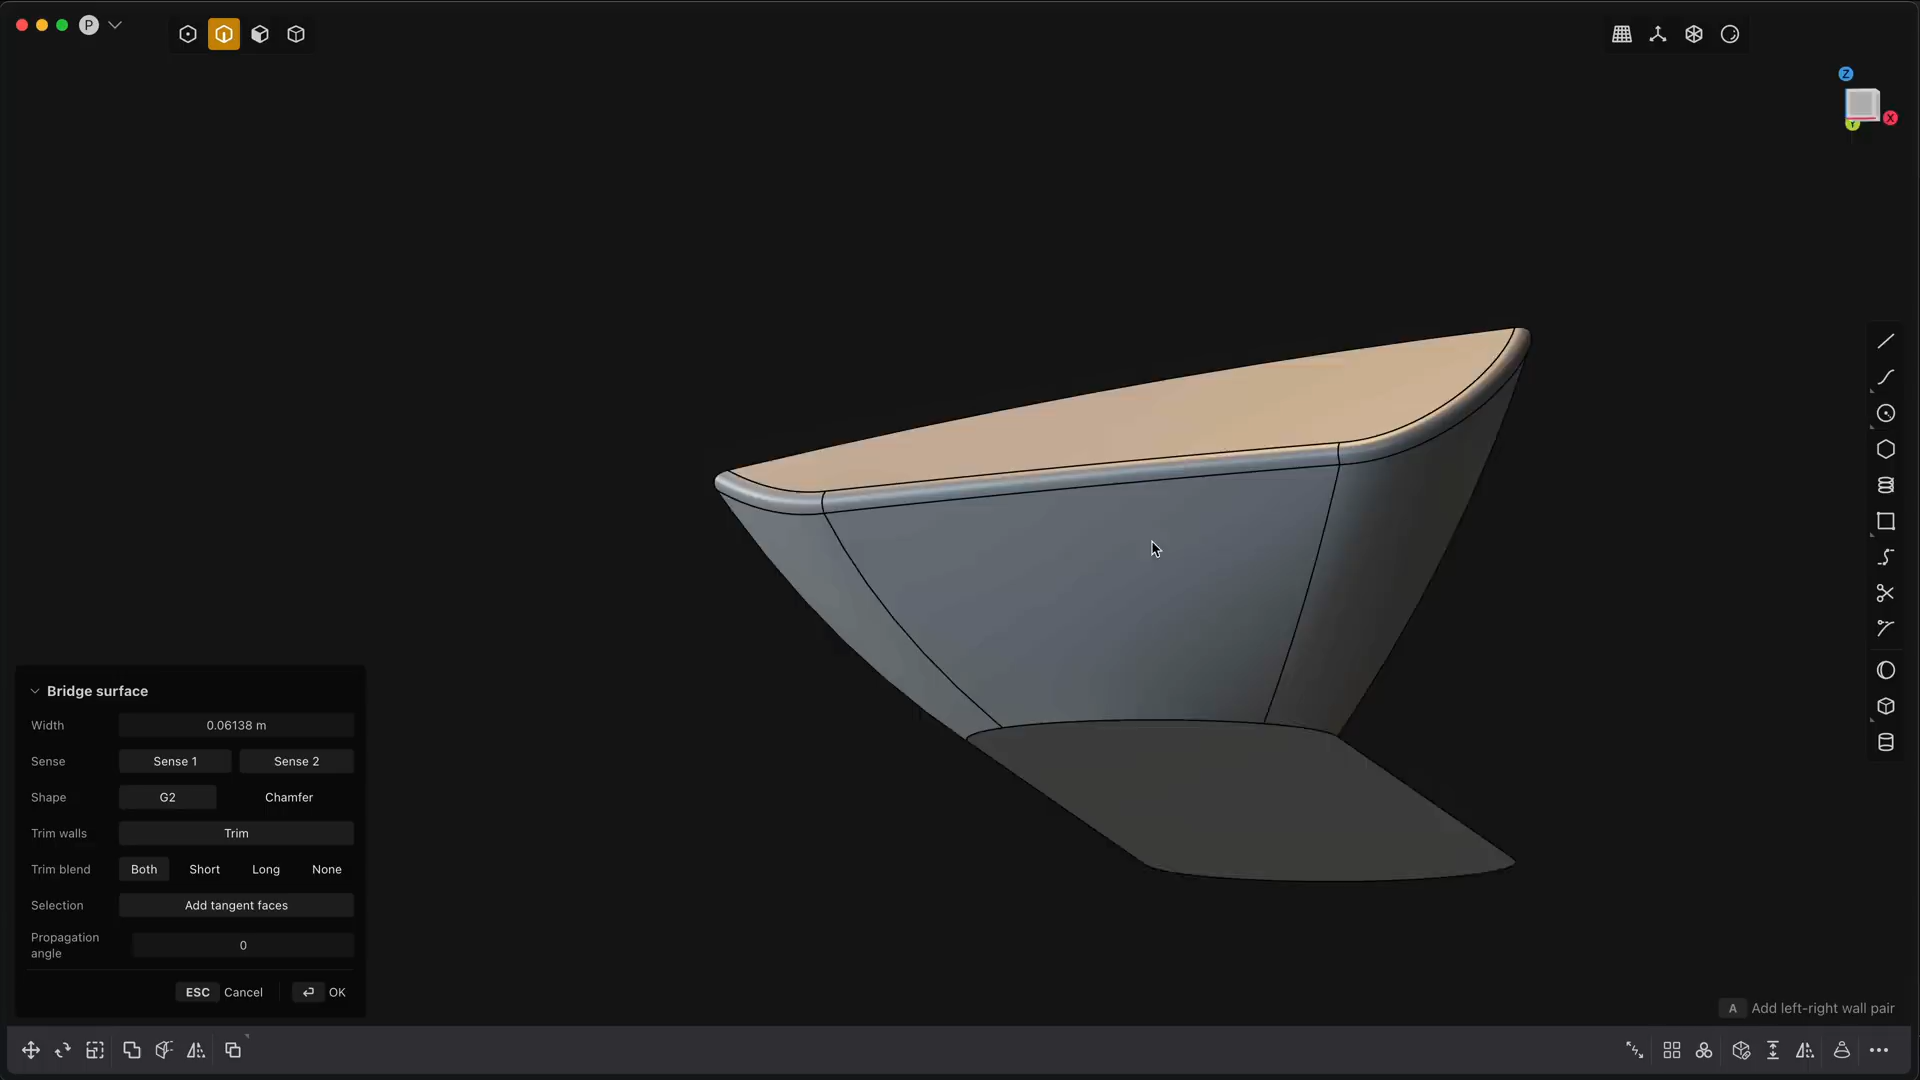 P
Z
X
Y
Bridge surface
Width 0.06138 m
Sense Sense 1 Sense 2
Shape G2 Chamfer
Trim walls Trim
Trim blend Both Short Long None
Selection Add tangent faces
Propagation
angle 0
ESC Cancel OK
A Add left-right wall pair